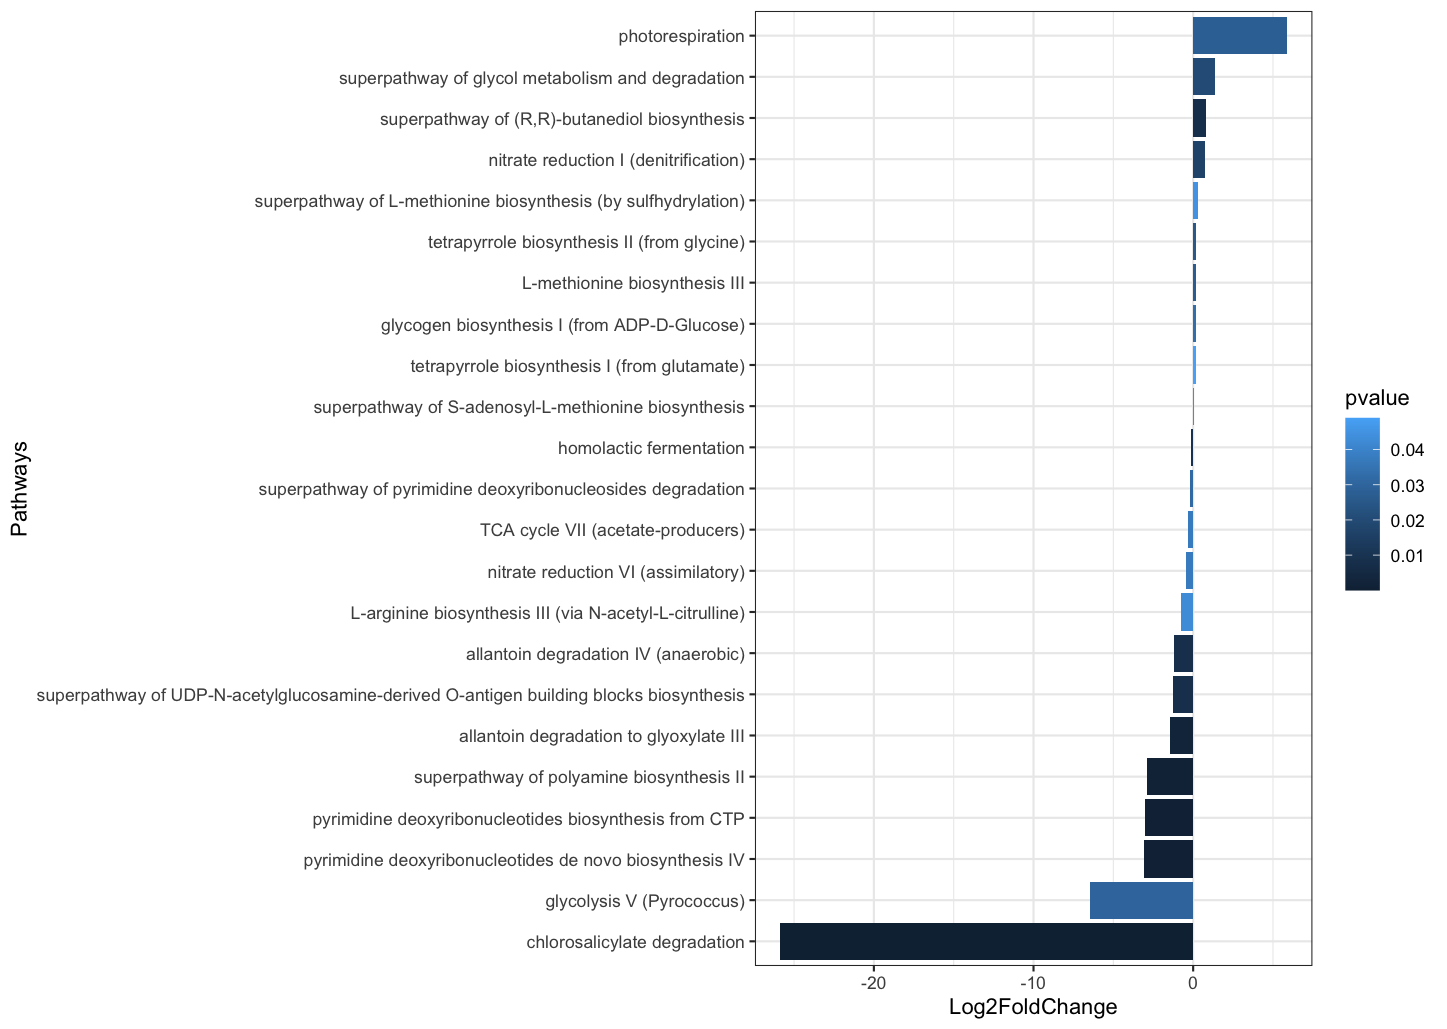 photorespiration
superpathway of glycol metabolism and degradation
superpathway of (R,R)-butanediol biosynthesis
nitrate reduction I (denitrification)
superpathway of L-methionine biosynthesis (by sulfhydrylation)
tetrapyrrole biosynthesis II (from glycine)
L-methionine biosynthesis III
glycogen biosynthesis I (from ADP-D-Glucose)
tetrapyrrole biosynthesis I (from glutamate)
superpathway of S-adenosyl-L-methionine biosynthesis
homolactic fermentation
superpathway of pyrimidine deoxyribonucleosides degradation
TCA cycle VII (acetate-producers)
nitrate reduction VI (assimilatory)
L-arginine biosynthesis III (via N-acetyl-L-citrulline)
allantoin degradation IV (anaerobic)
superpathway of UDP-N-acetylglucosamine-derived O-antigen building blocks biosynthesis
allantoin degradation to glyoxylate III
superpathway of polyamine biosynthesis II
pyrimidine deoxyribonucleotides biosynthesis from CTP
pyrimidine deoxyribonucleotides de novo biosynthesis IV
glycolysis V (Pyrococcus)
chlorosalicylate degradation
Pathways
-20 -10 0
Log2FoldChange
pvalue
0.04
0.03
0.02
0.01